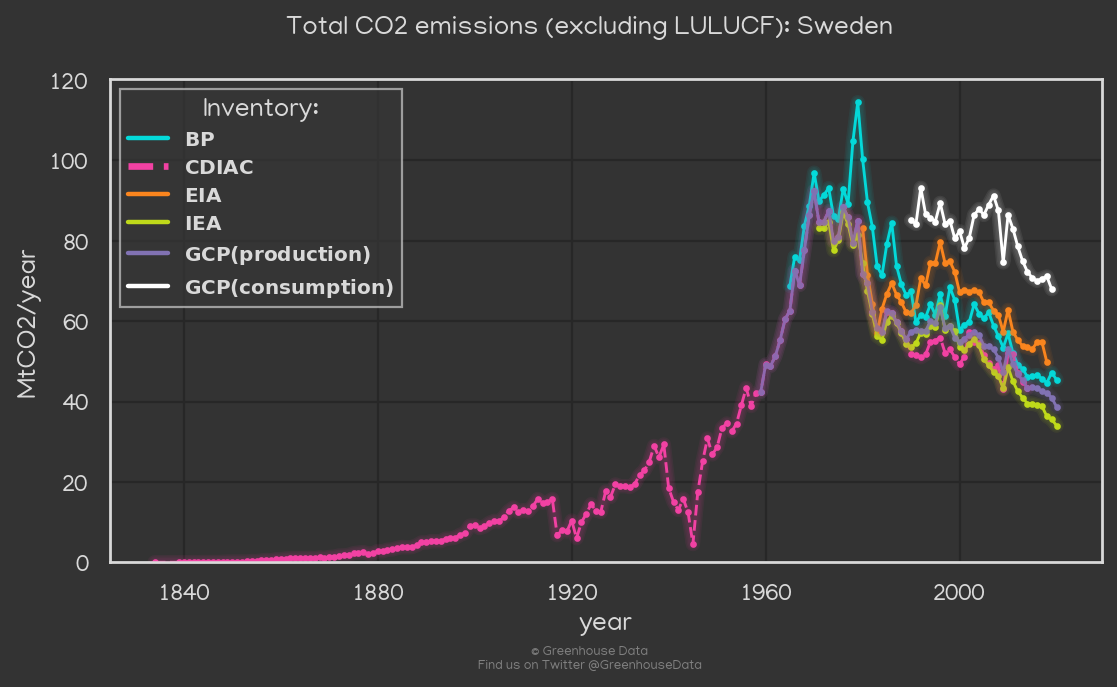 Total CO2 emissions (excluding LULUCF): Sweden
120
100
80
60
40
20
0
MtCO2/year
Inventory:
BP
CDIAC
EIA
IEA
GCP(production)
GCP(consumption)
1840 1880 1920 1960 2000
year
© Greenhouse Data
Find us on Twitter @GreenhouseData